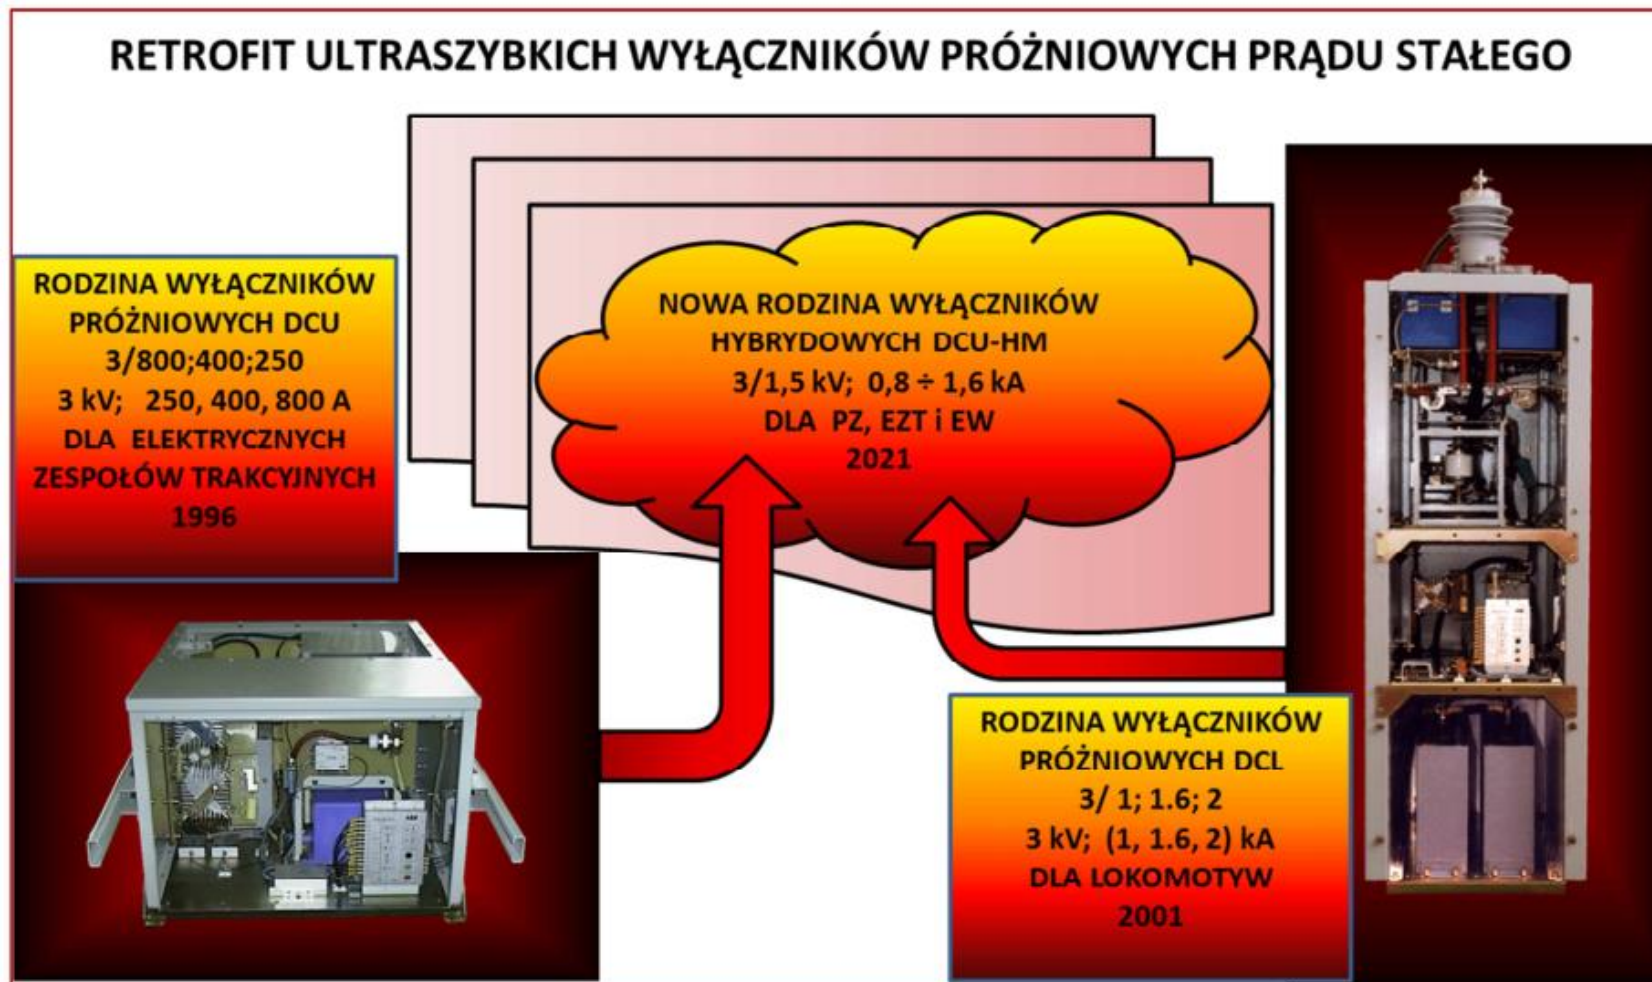 RETROFIT ULTRASZYBKICH WYŁĄCZNIKÓW PRÓŻNIOWYCH PRĄDU STAŁEGO
RODZINA WYŁĄCZNIKÓW
PRÓŻNIOWYCH DCU
3/800;400;250
3 kV; 250, 400, 800 A
DLA ELEKTRYCZNYCH
ZESPOŁÓW TRAKCYJNYCH
1996
NOWA RODZINA WYŁĄCZNIKÓW
HYBRYDOWYCH DCU-HM
3/1,5 kV; 0,8 ÷ 1,6 kA
DLA PZ, EZT i EW
2021
RODZINA WYŁĄCZNIKÓW
PRÓŻNIOWYCH DCL
3/ 1; 1.6; 2
3 kV; (1, 1.6, 2) kA
DLA LOKOMOTYW
2001